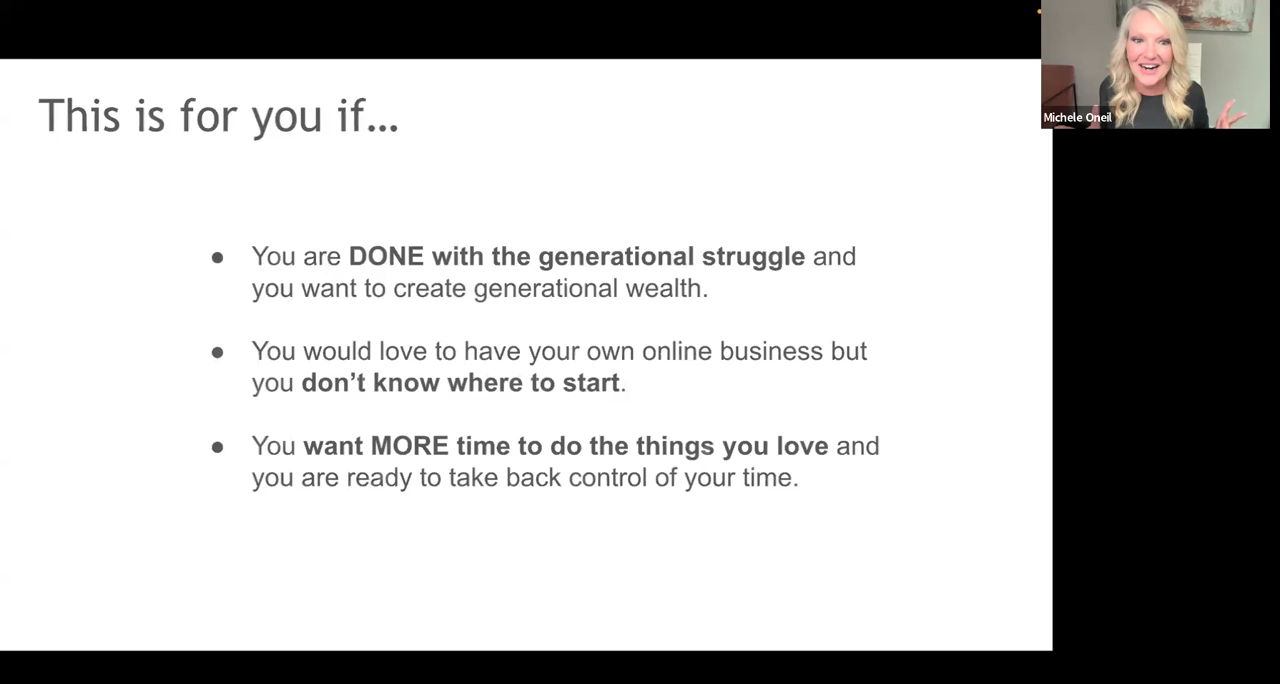 This is for you if...
Michele Oneil
● You are DONE with the generational struggle and
you want to create generational wealth.
● You would love to have your own online business but
you don't know where to start.
● You want MORE time to do the things you love and
you are ready to take back control of your time.